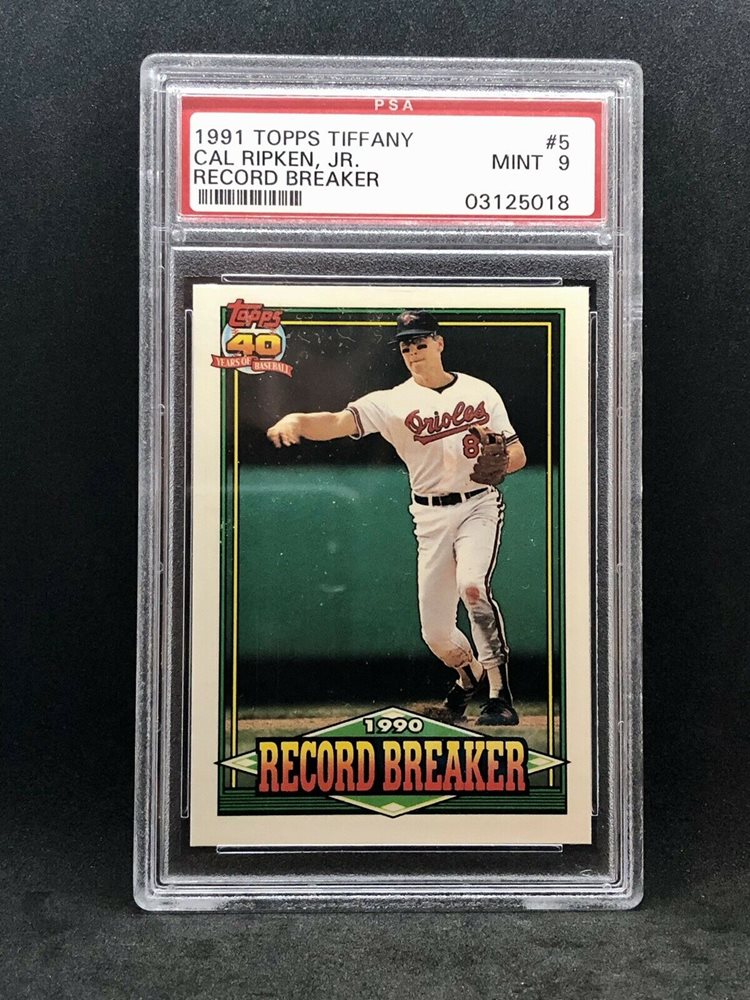 PSA
1991 TOPPS TIFFANY #5
CAL RIPKEN, JR. MINT 9
RECORD BREAKER
03125018
Topps
40
YEARS OF BASEBALL
Orioles
8
1990
RECORD BREAKER